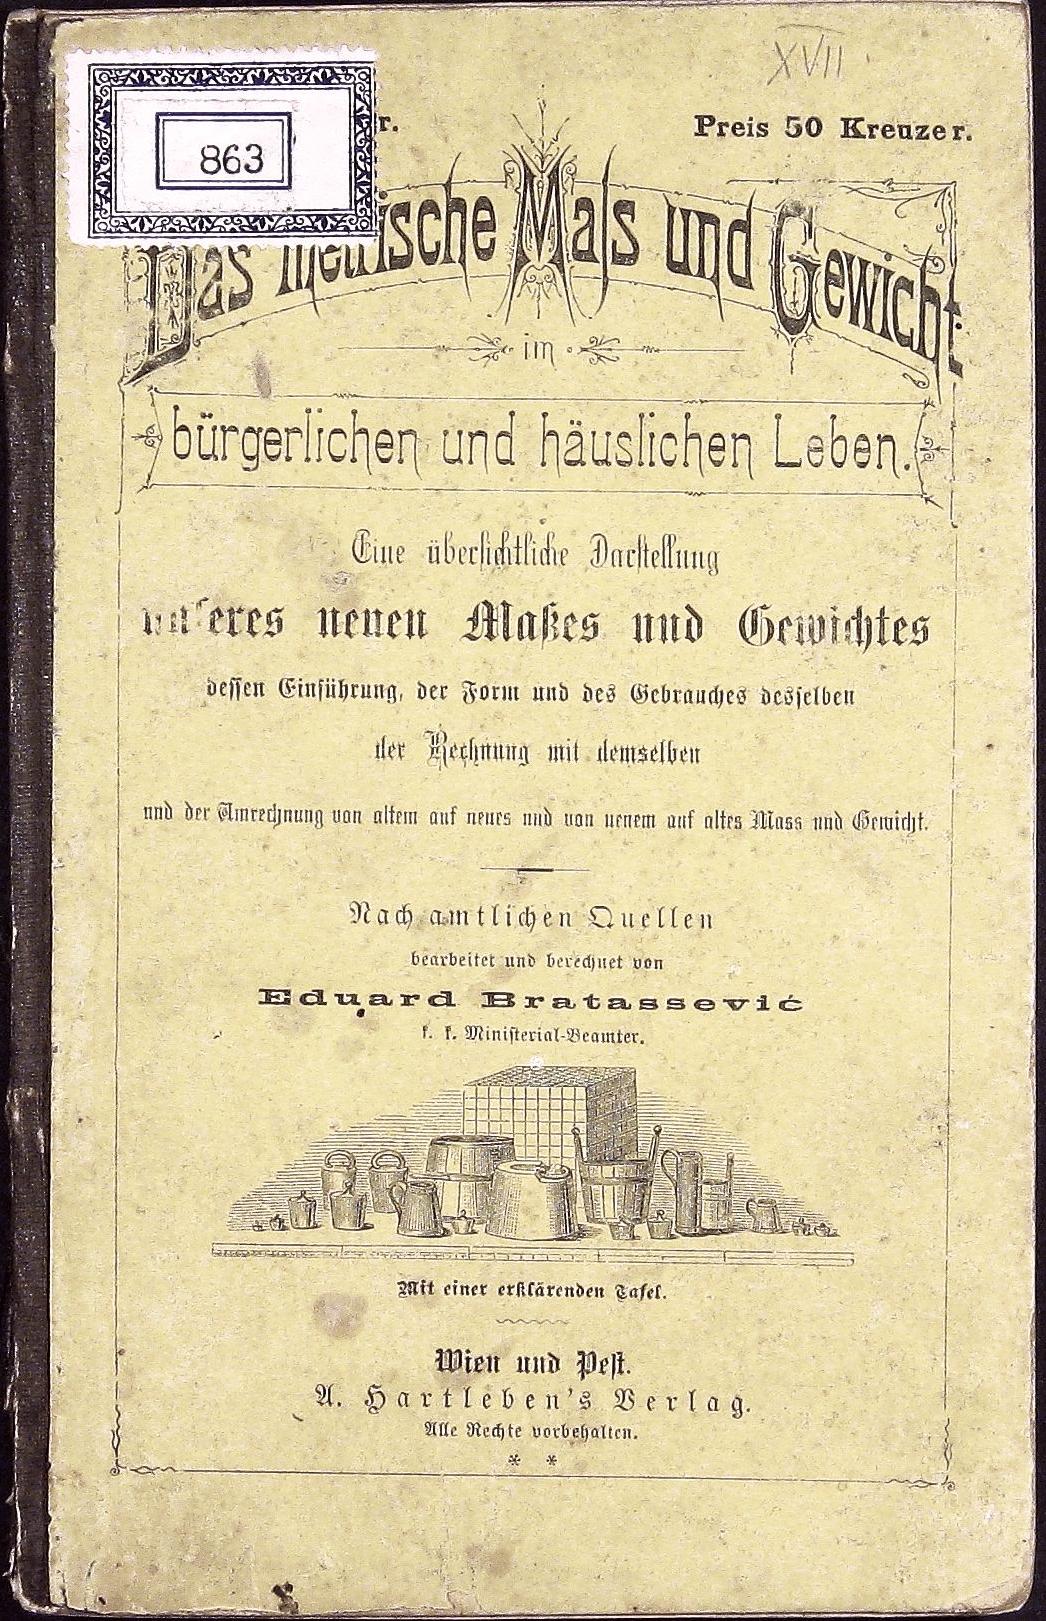 XVII
863
r.
Preis 50 Kreuzer.
Das metrische Maſs und Gewicht
im
bürgerlichen und häuslichen Leben.
Eine überſichtliche Darſtellung
unſeres neuen Maßes und Gewichtes
deſſen Einführung, der Form und des Gebrauches desſelben
der Rechnung mit demſelben
und der Umrechnung von altem auf neues und von neuem auf altes Mass und Gewicht.
Nach amtlichen Quellen
bearbeitet und berechnet von
Eduard Bratassević
k. k. Miniſterial-Beamter.
Mit einer erklärenden Tafel.
Wien und Peſt.
A. Hartleben's Verlag.
Alle Rechte vorbehalten.
* *